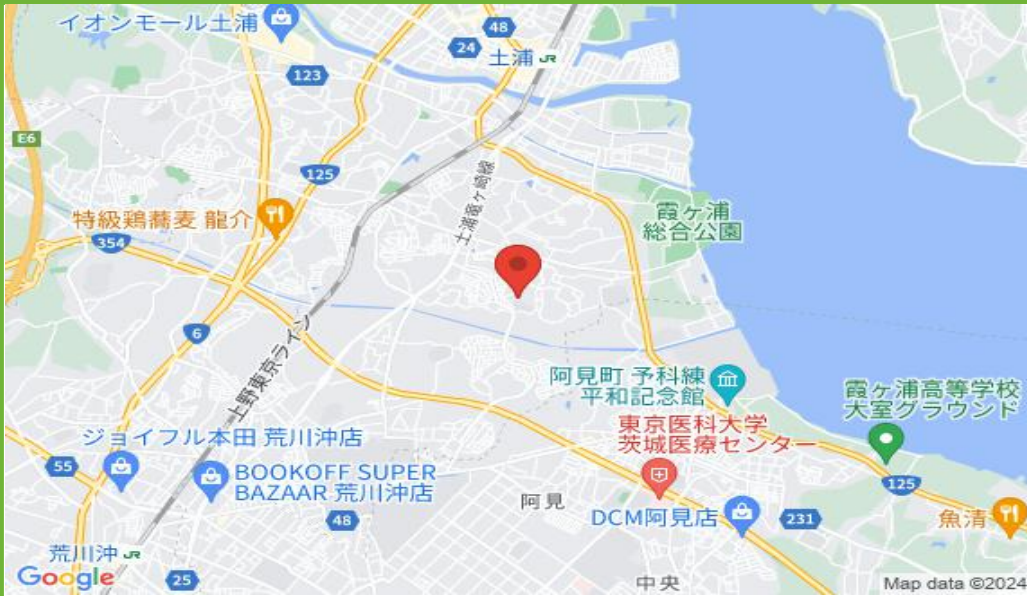 イオンモール土浦
48
24
土浦 JR
123
E6
125
土浦竜ヶ崎線
霞ヶ浦
総合公園
特級鶏蕎麦 龍介
354
6
上野東京ライン
阿見町 予科練
平和記念館
霞ヶ浦高等学校
大室グラウンド
東京医科大学
茨城医療センター
ジョイフル本田 荒川沖店
55
BOOKOFF SUPER
BAZAAR 荒川沖店
125
阿見
48
DCM阿見店
231
魚清
荒川沖 JR
25
Google
中央
Map data ©2024